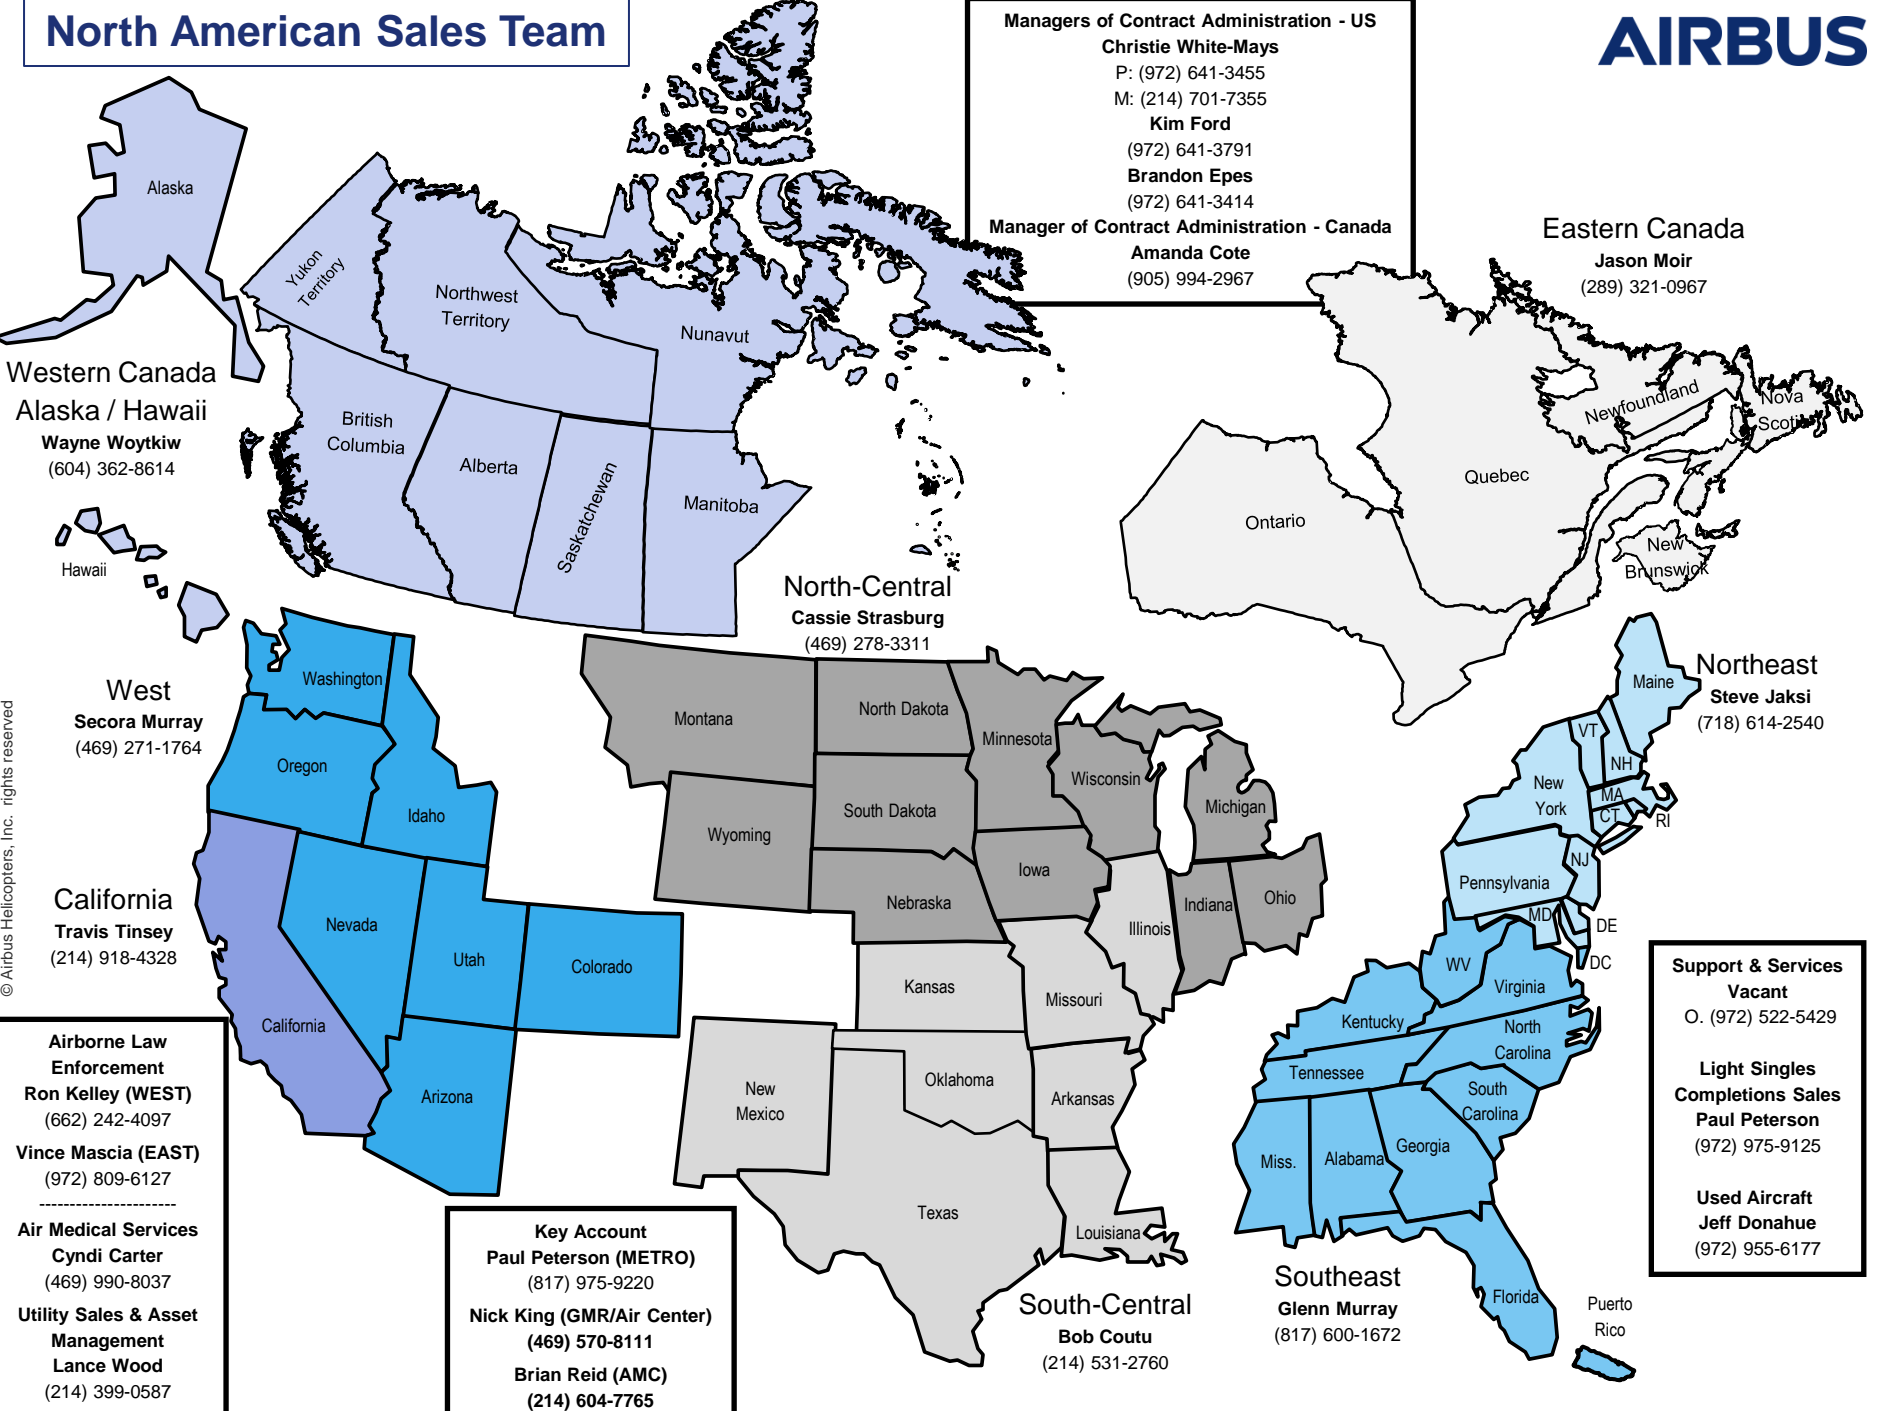 North American Sales Team
AIRBUS
Managers of Contract Administration - US
Christie White-Mays
P: (972) 641-3455
M: (214) 701-7355
Kim Ford
(972) 641-3791
Brandon Epes
(972) 641-3414
Manager of Contract Administration - Canada
Amanda Cote
(905) 994-2967
Eastern Canada
Jason Moir
(289) 321-0967
Alaska
Yukon
Territory
Northwest
Territory
Nunavut
Western Canada
Alaska / Hawaii
Wayne Woytkiw
(604) 362-8614
British
Columbia
Alberta
Saskatchewan
Manitoba
Newfoundland
Nova
Scotia
Quebec
Ontario
New
Brunswick
Hawaii
North-Central
Cassie Strasburg
(469) 278-3311
West
Secora Murray
(469) 271-1764
Washington
Oregon
Idaho
Montana
North Dakota
Minnesota
Wisconsin
Michigan
South Dakota
Wyoming
Iowa
Nebraska
Illinois
Indiana
Ohio
Northeast
Steve Jaksi
(718) 614-2540
Maine
VT
NH
New
York
MA
CT
RI
NJ
Pennsylvania
MD
DE
DC
© Airbus Helicopters, Inc. rights reserved
California
Travis Tinsey
(214) 918-4328
Nevada
Utah
Colorado
California
Arizona
Kansas
Missouri
New
Mexico
Oklahoma
Arkansas
Texas
Louisiana
WV
Virginia
Kentucky
North
Carolina
Tennessee
South
Carolina
Miss.
Alabama
Georgia
Florida
Puerto
Rico
Support & Services
Vacant
O. (972) 522-5429
Light Singles
Completions Sales
Paul Peterson
(972) 975-9125
Used Aircraft
Jeff Donahue
(972) 955-6177
Airborne Law
Enforcement
Ron Kelley (WEST)
(662) 242-4097
Vince Mascia (EAST)
(972) 809-6127
-----------------------
Air Medical Services
Cyndi Carter
(469) 990-8037
Utility Sales & Asset
Management
Lance Wood
(214) 399-0587
Key Account
Paul Peterson (METRO)
(817) 975-9220
Nick King (GMR/Air Center)
(469) 570-8111
Brian Reid (AMC)
(214) 604-7765
South-Central
Bob Coutu
(214) 531-2760
Southeast
Glenn Murray
(817) 600-1672